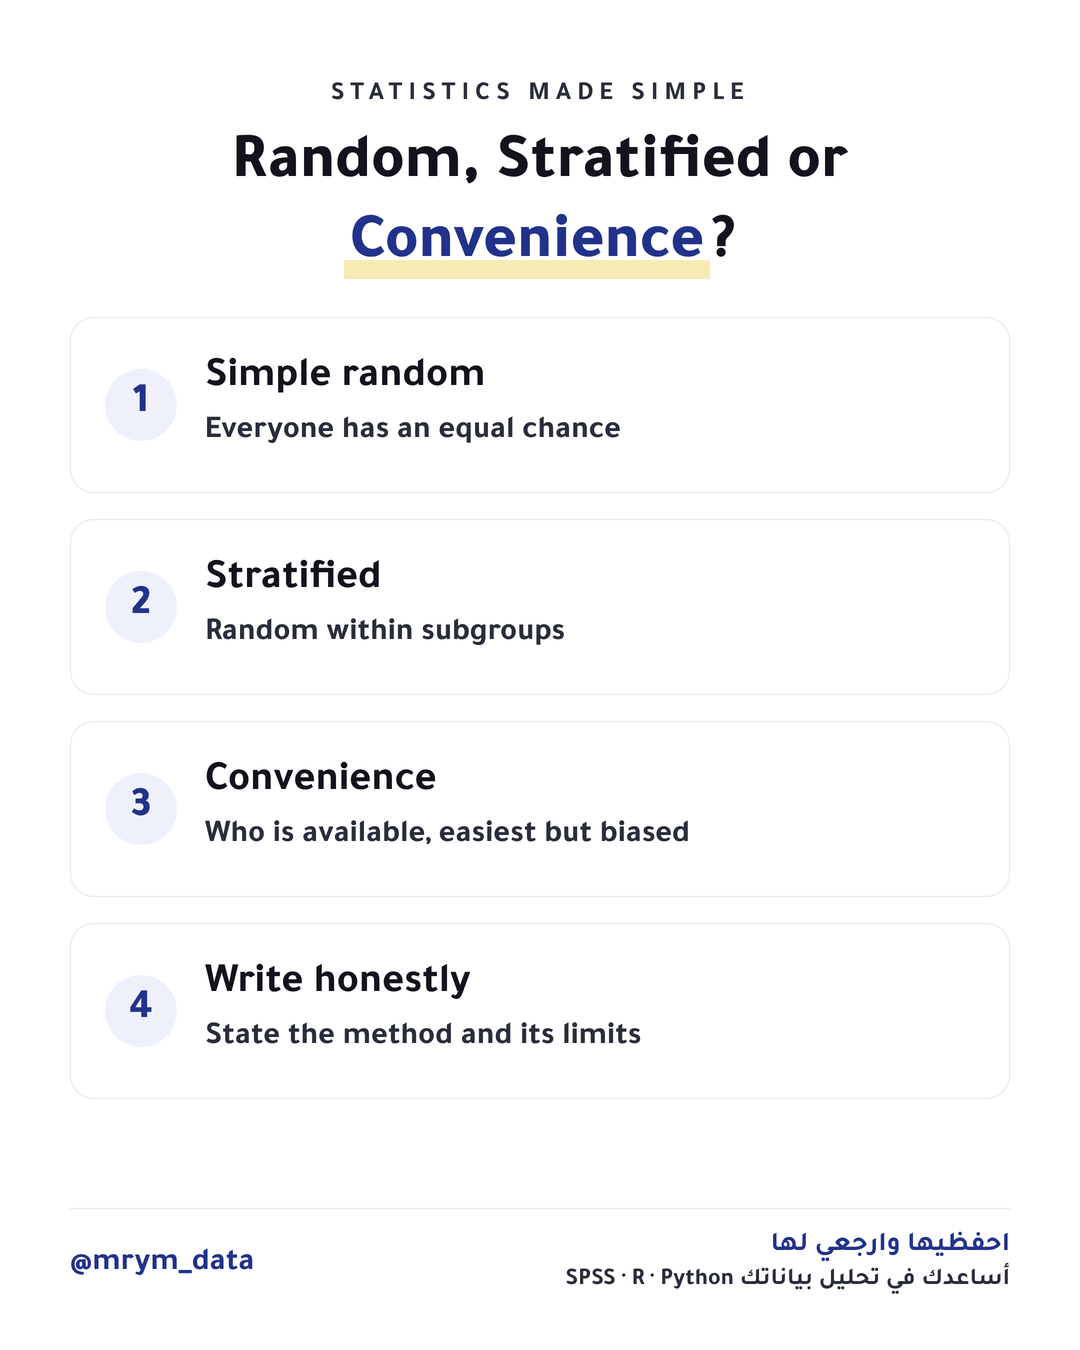 STATISTICS MADE SIMPLE
Random, Stratified or
Convenience?
1
Simple random
Everyone has an equal chance
2
Stratified
Random within subgroups
3
Convenience
Who is available, easiest but biased
4
Write honestly
State the method and its limits
@mrym_data
احفظيها وارجعي لها
أساعدك في تحليل بياناتك SPSS · R · Python